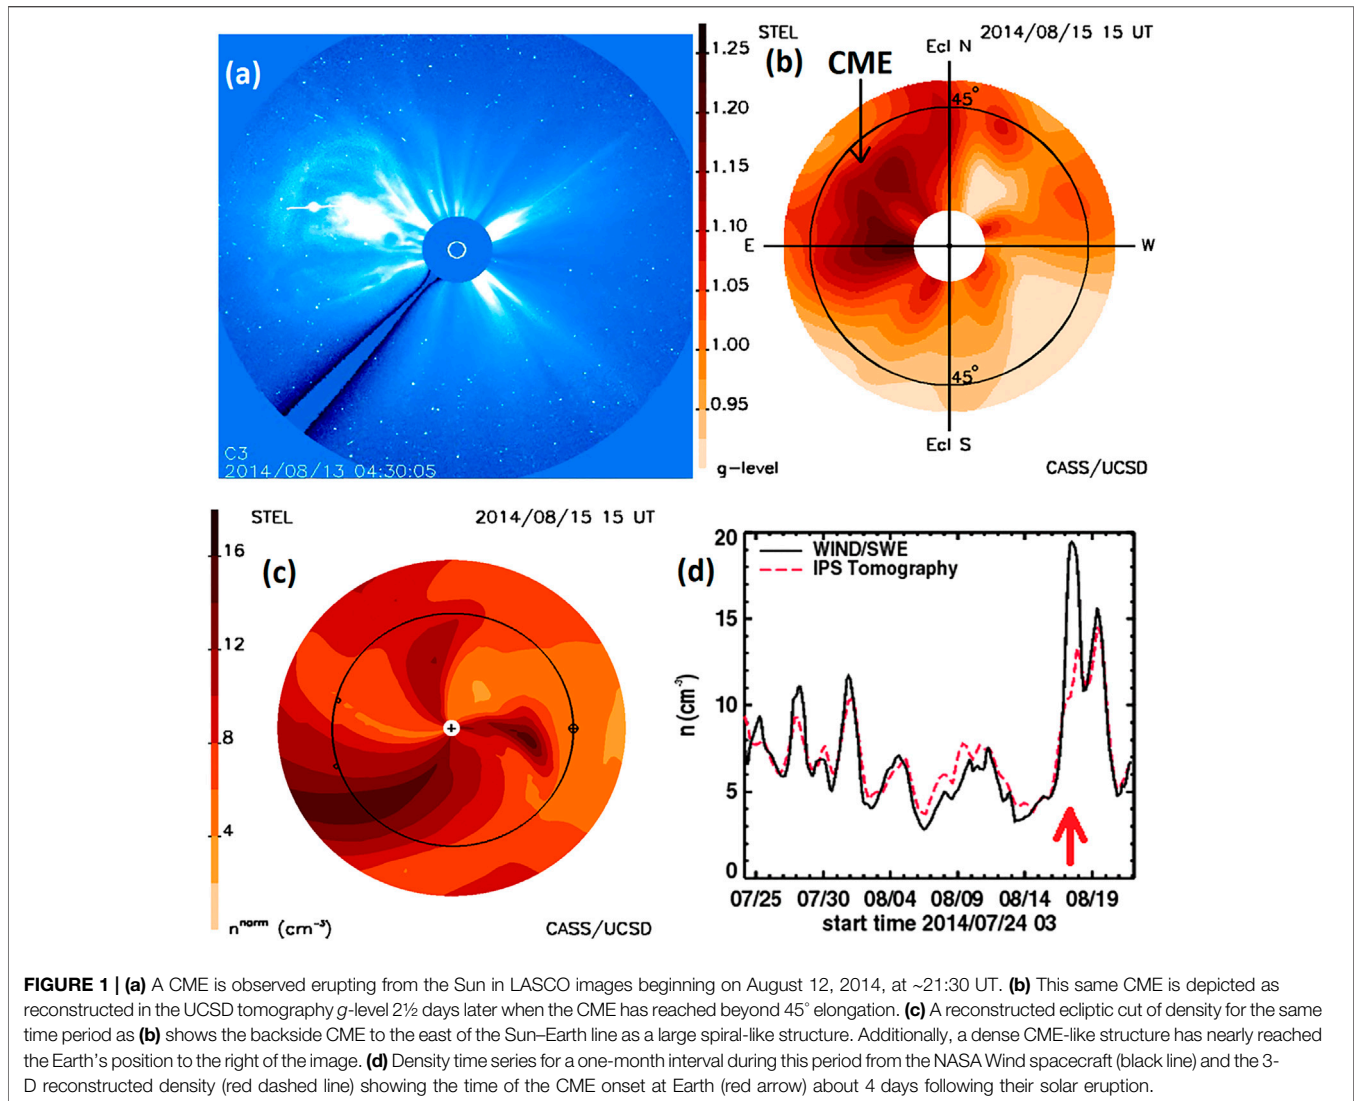 (a)
C3
2014/08/13 04:30:05
1.25
1.20
1.15
1.10
1.05
1.00
0.95
g-level
STEL
2014/08/15 15 UT
(b)
CME
Ecl N
45°
E
W
45°
Ecl S
CASS/UCSD
STEL
2014/08/15 15 UT
(c)
16
12
8
4
n^norm (cm^-3)
CASS/UCSD
(d)
WIND/SWE
IPS Tomography
n (cm^-3)
20
15
10
5
0
07/25 07/30 08/04 08/09 08/14 08/19
start time 2014/07/24 03
FIGURE 1 | (a) A CME is observed erupting from the Sun in LASCO images beginning on August 12, 2014, at ~21:30 UT. (b) This same CME is depicted as
reconstructed in the UCSD tomography g-level 2½ days later when the CME has reached beyond 45° elongation. (c) A reconstructed ecliptic cut of density for the same
time period as (b) shows the backside CME to the east of the Sun–Earth line as a large spiral-like structure. Additionally, a dense CME-like structure has nearly reached
the Earth's position to the right of the image. (d) Density time series for a one-month interval during this period from the NASA Wind spacecraft (black line) and the 3-
D reconstructed density (red dashed line) showing the time of the CME onset at Earth (red arrow) about 4 days following their solar eruption.